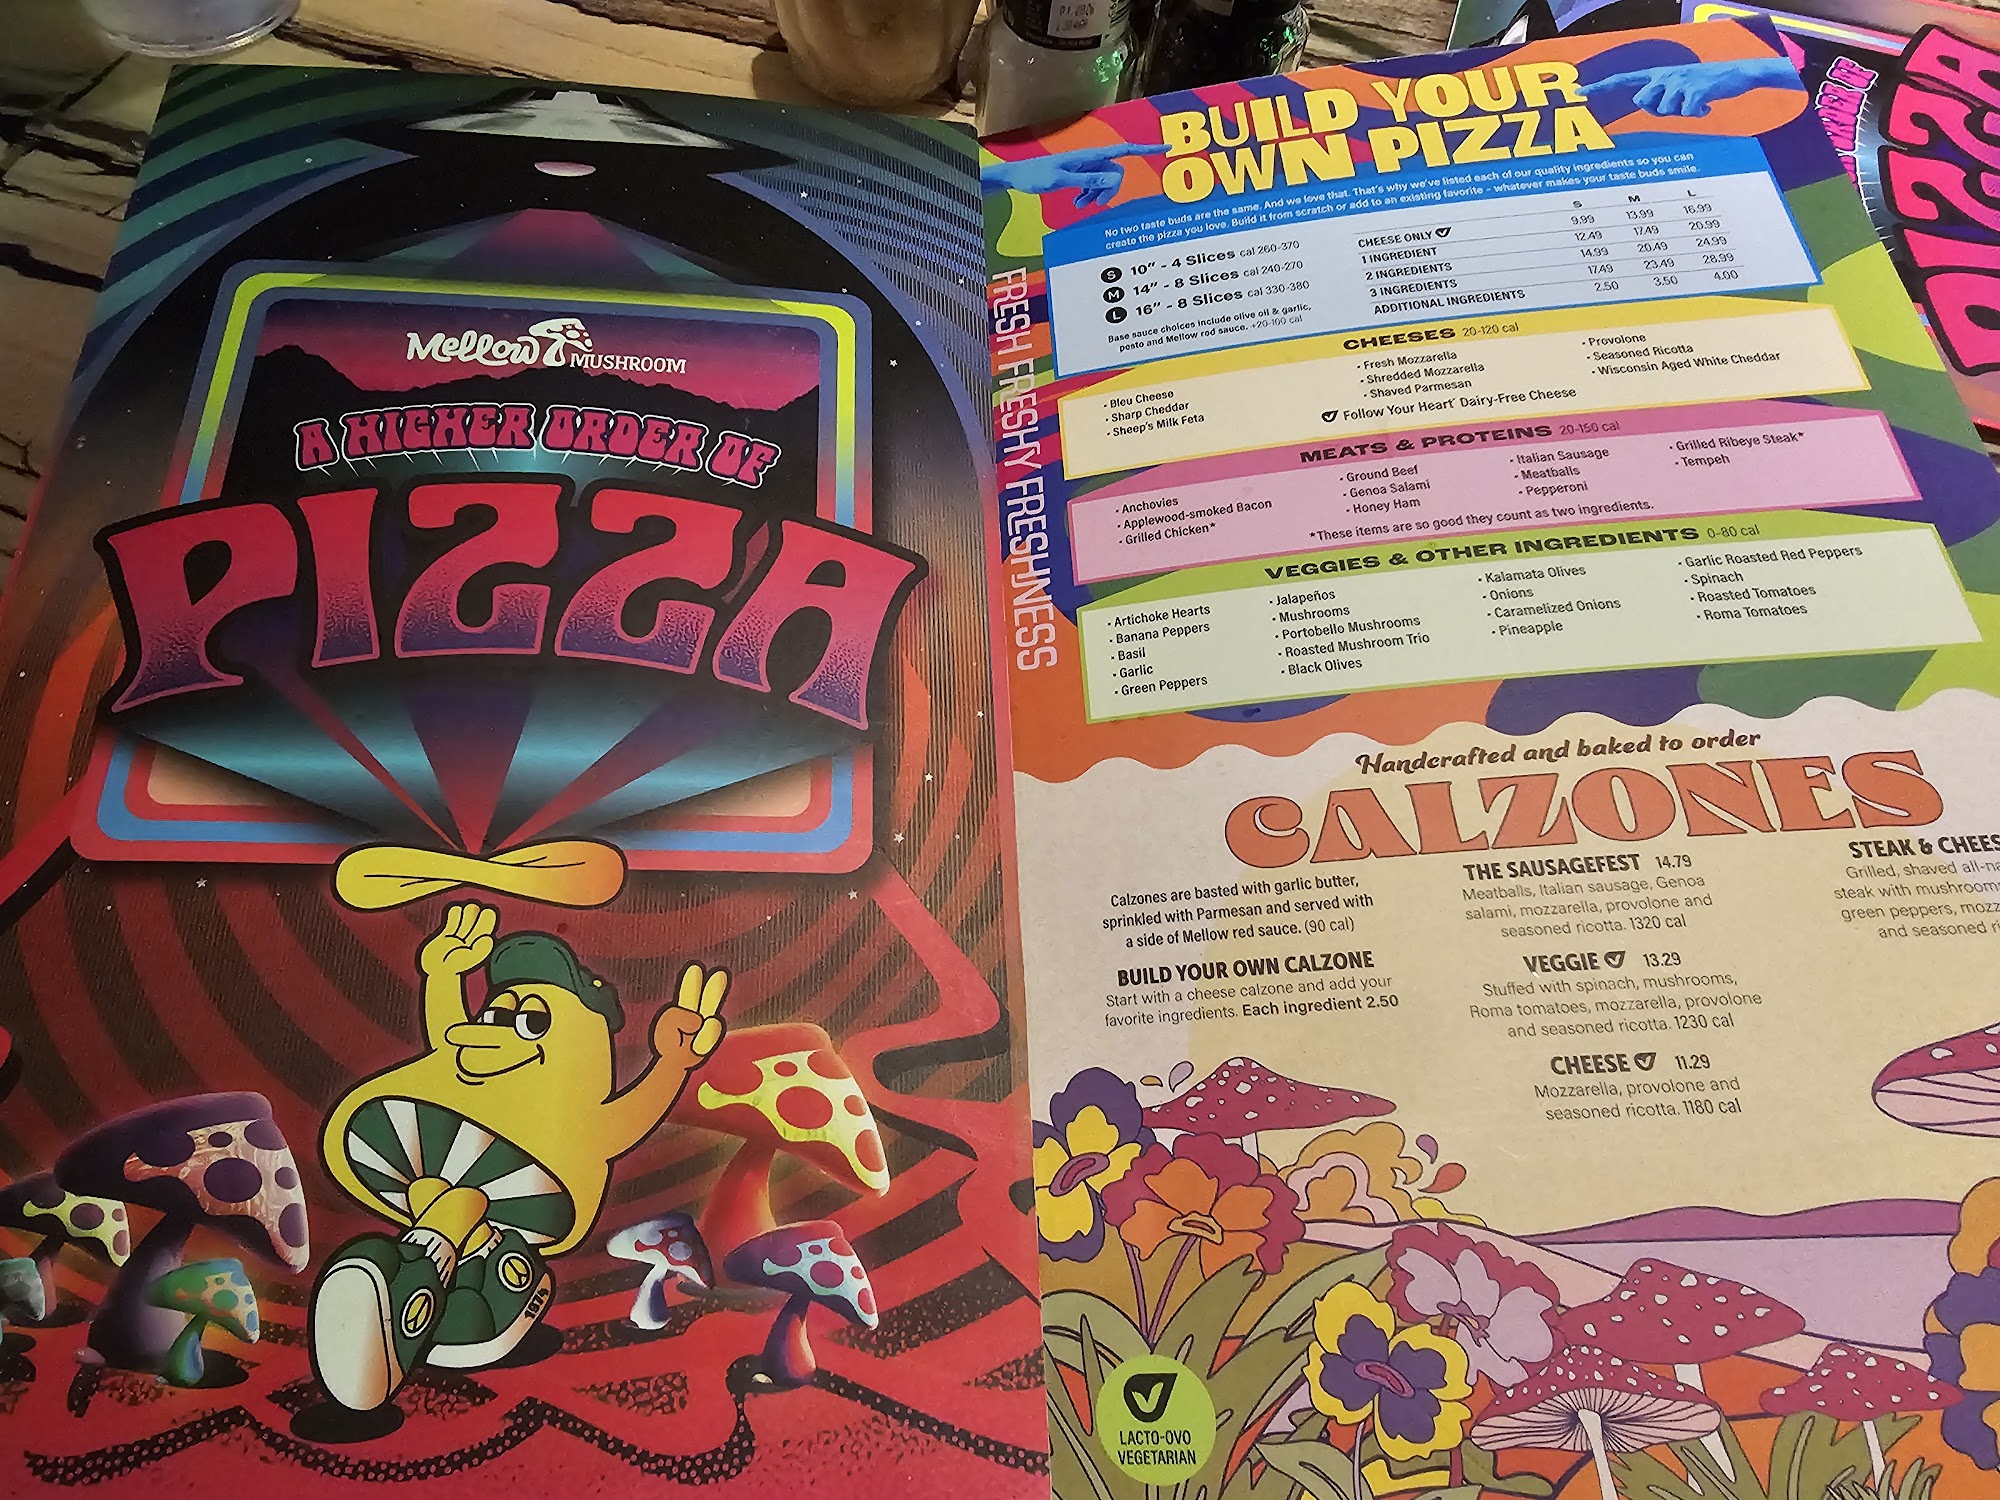 Mellow MUSHROOM
A HIGHER ORDER OF
PIZZA
1974
BUILD YOUR
OWN PIZZA
No two taste buds are the same. And we love that. That's why we've listed each of our quality ingredients so you can
create the pizza you love. Build it from scratch or add to an existing favorite - whatever makes your taste buds smile.
S 10" - 4 Slices cal 260-370
M 14" - 8 Slices cal 240-270
L 16" - 8 Slices cal 330-380
Base sauce choices include olive oil & garlic,
pesto and Mellow red sauce. +20-100 cal
S M L
CHEESE ONLY 9.99 13.99 16.99
1 INGREDIENT 12.49 17.49 20.99
2 INGREDIENTS 14.99 20.49 24.99
3 INGREDIENTS 17.49 23.49 28.99
ADDITIONAL INGREDIENTS 2.50 3.50 4.00
CHEESES 20-120 cal
• Bleu Cheese
• Sharp Cheddar
• Sheep's Milk Feta
• Fresh Mozzarella
• Shredded Mozzarella
• Shaved Parmesan
• Provolone
• Seasoned Ricotta
• Wisconsin Aged White Cheddar
Follow Your Heart® Dairy-Free Cheese
MEATS & PROTEINS 20-150 cal
• Anchovies
• Applewood-smoked Bacon
• Grilled Chicken*
• Ground Beef
• Genoa Salami
• Honey Ham
• Italian Sausage
• Meatballs
• Pepperoni
• Grilled Ribeye Steak*
• Tempeh
*These items are so good they count as two ingredients.
VEGGIES & OTHER INGREDIENTS 0-80 cal
• Artichoke Hearts
• Banana Peppers
• Basil
• Garlic
• Green Peppers
• Jalapeños
• Mushrooms
• Portobello Mushrooms
• Roasted Mushroom Trio
• Black Olives
• Kalamata Olives
• Onions
• Caramelized Onions
• Pineapple
• Garlic Roasted Red Peppers
• Spinach
• Roasted Tomatoes
• Roma Tomatoes
FRESH FRESHY FRESHNESS
Handcrafted and baked to order
CALZONES
Calzones are basted with garlic butter,
sprinkled with Parmesan and served with
a side of Mellow red sauce. (90 cal)
BUILD YOUR OWN CALZONE
Start with a cheese calzone and add your
favorite ingredients. Each ingredient 2.50
THE SAUSAGEFEST 14.79
Meatballs, Italian sausage, Genoa
salami, mozzarella, provolone and
seasoned ricotta. 1320 cal
VEGGIE 13.29
Stuffed with spinach, mushrooms,
Roma tomatoes, mozzarella, provolone
and seasoned ricotta. 1230 cal
CHEESE 11.29
Mozzarella, provolone and
seasoned ricotta. 1180 cal
STEAK & CHEES
Grilled, shaved all-na
steak with mushroom
green peppers, mozz
and seasoned ri
LACTO-OVO
VEGETARIAN
ORDER OF
PIZZA